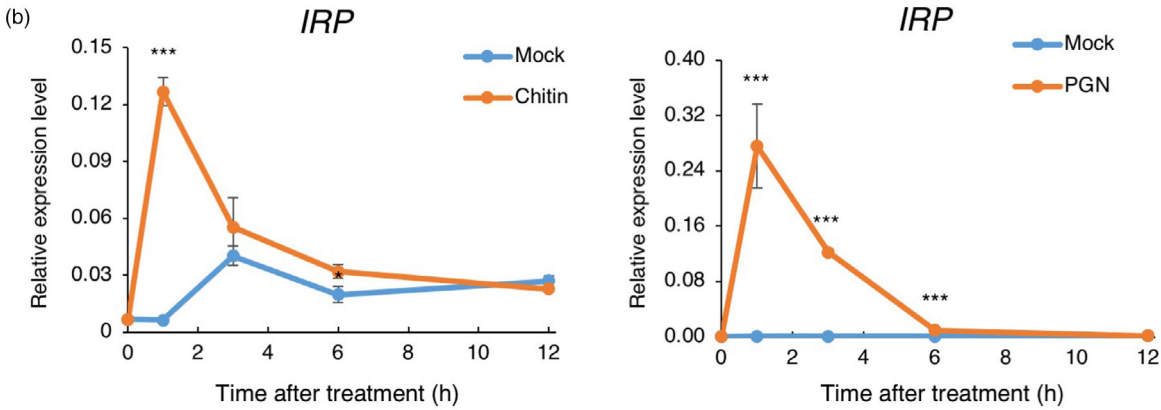 (b)
IRP
Relative expression level
0.15
0.12
0.09
0.06
0.03
0
***
*
Mock
Chitin
0 2 4 6 8 10 12
Time after treatment (h)
IRP
Relative expression level
0.40
0.32
0.24
0.16
0.08
0.00
***
***
***
Mock
PGN
0 2 4 6 8 10 12
Time after treatment (h)